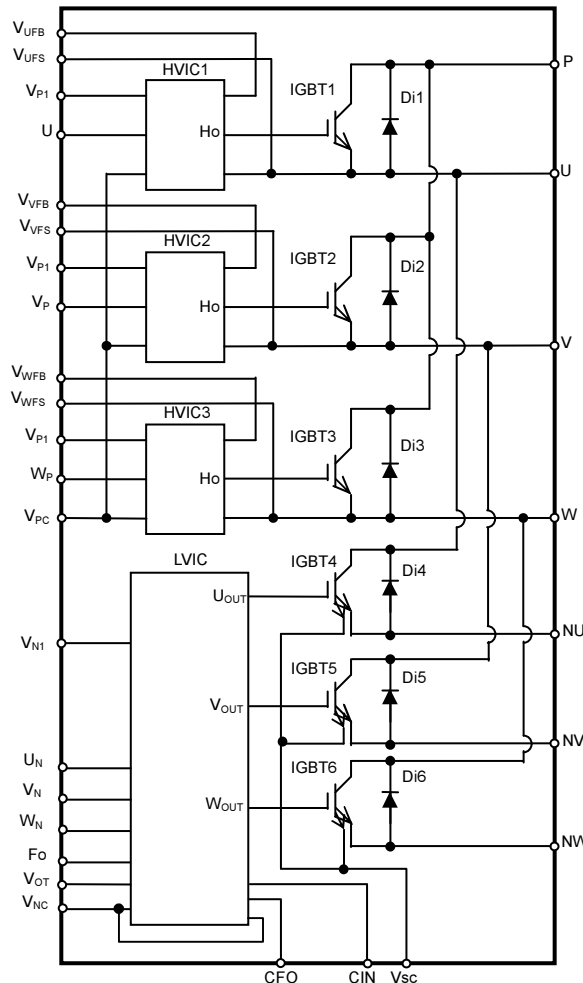 VUFB
VUFS
HVIC1
P
IGBT1
Di1
VP1
U
Ho
U
VVFB
VVFS
HVIC2
IGBT2
Di2
VP1
VP
Ho
V
VWFB
VWFS
HVIC3
IGBT3
Di3
VP1
WP
Ho
VPC
W
LVIC
IGBT4
Di4
UOUT
VN1
NU
IGBT5
Di5
VOUT
NV
UN
IGBT6
Di6
VN
WOUT
WN
NW
Fo
VOT
VNC
CFO
CIN
Vsc